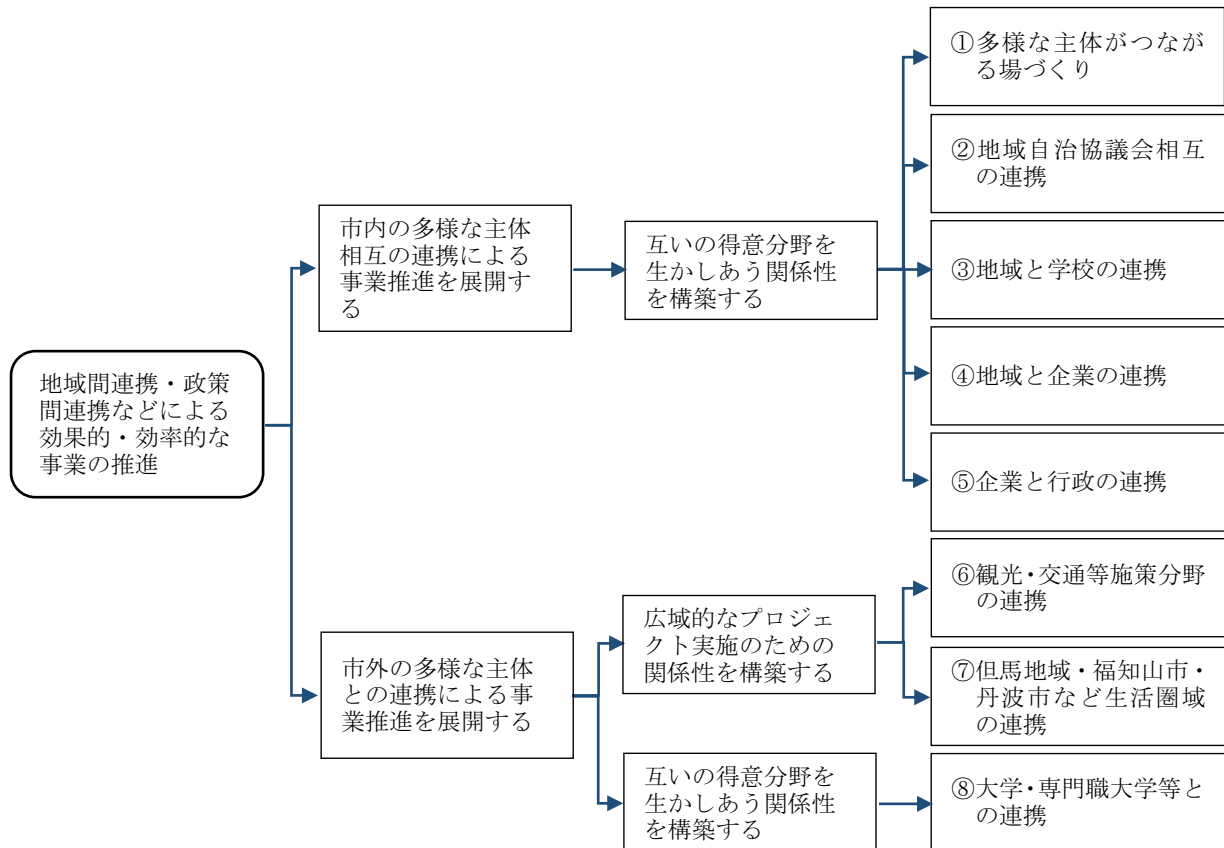 地域間連携・政策
間連携などによる
効果的・効率的な
事業の推進
市内の多様な主体
相互の連携による
事業推進を展開す
る
互いの得意分野を
生かしあう関係性
を構築する
①多様な主体がつなが
る場づくり
②地域自治協議会相互
の連携
③地域と学校の連携
④地域と企業の連携
⑤企業と行政の連携
市外の多様な主体
との連携による事
業推進を展開する
広域的なプロジェ
クト実施のための
関係性を構築する
⑥観光・交通等施策分野
の連携
⑦但馬地域・福知山市・
丹波市など生活圏域
の連携
互いの得意分野を
生かしあう関係性
を構築する
⑧大学・専門職大学等と
の連携